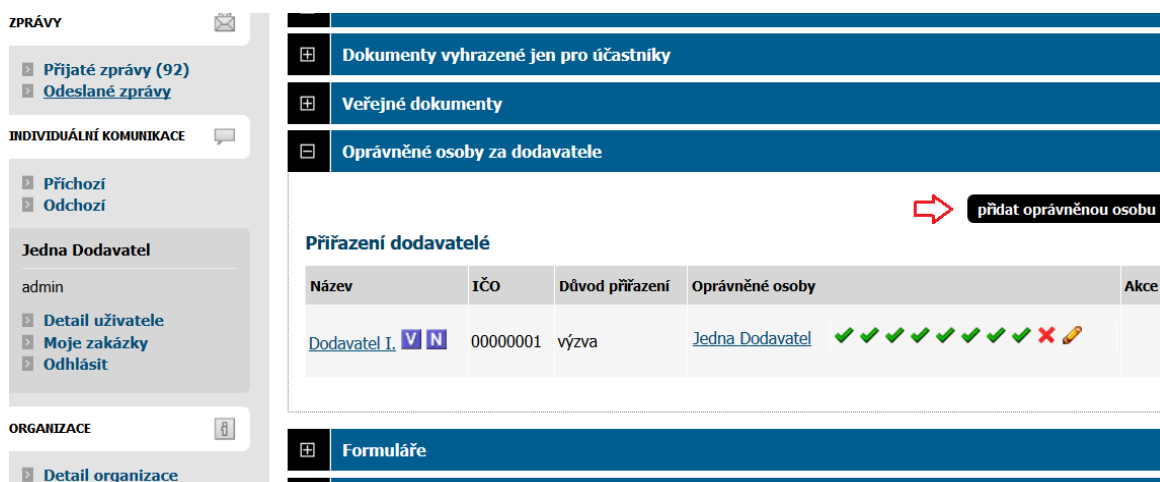 ZPRÁVY
Přijaté zprávy (92)
Odeslané zprávy
INDIVIDUÁLNÍ KOMUNIKACE
Příchozí
Odchozí
Jedna Dodavatel
admin
Detail uživatele
Moje zakázky
Odhlásit
ORGANIZACE
Detail organizace
Dokumenty vyhrazené jen pro účastníky
Veřejné dokumenty
Oprávněné osoby za dodavatele
přidat oprávněnou osobu
Přiřazení dodavatelé
Název IČO Důvod přiřazení Oprávněné osoby Akce
Dodavatel I. V N 00000001 výzva Jedna Dodavatel
Formuláře